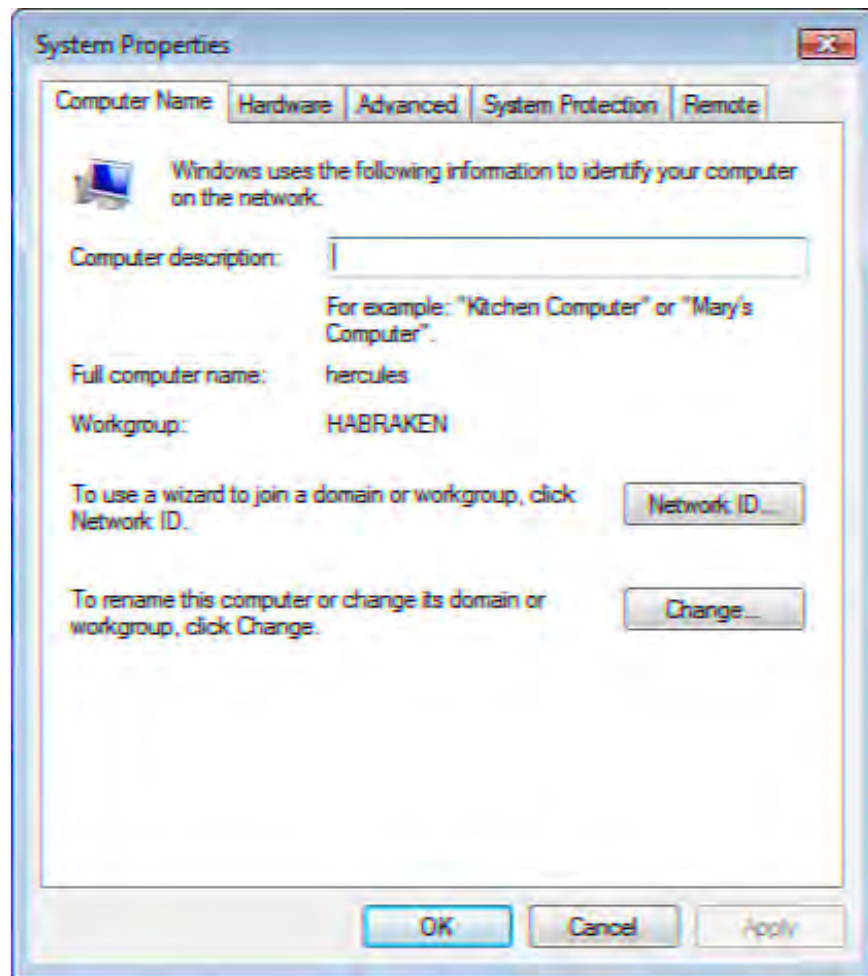 System Properties
Computer Name Hardware Advanced System Protection Remote
Windows uses the following information to identify your computer
on the network.
Computer description:
For example: "Kitchen Computer" or "Mary's
Computer".
Full computer name: hercules
Workgroup: HABRAKEN
To use a wizard to join a domain or workgroup, click
Network ID.
Network ID...
To rename this computer or change its domain or
workgroup, click Change.
Change...
OK Cancel Apply